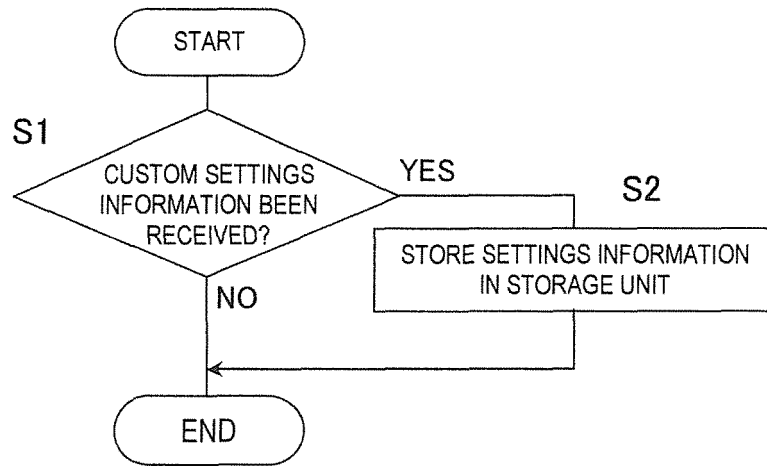 START
S1
CUSTOM SETTINGS
INFORMATION BEEN
RECEIVED?
YES
S2
STORE SETTINGS INFORMATION
IN STORAGE UNIT
NO
END